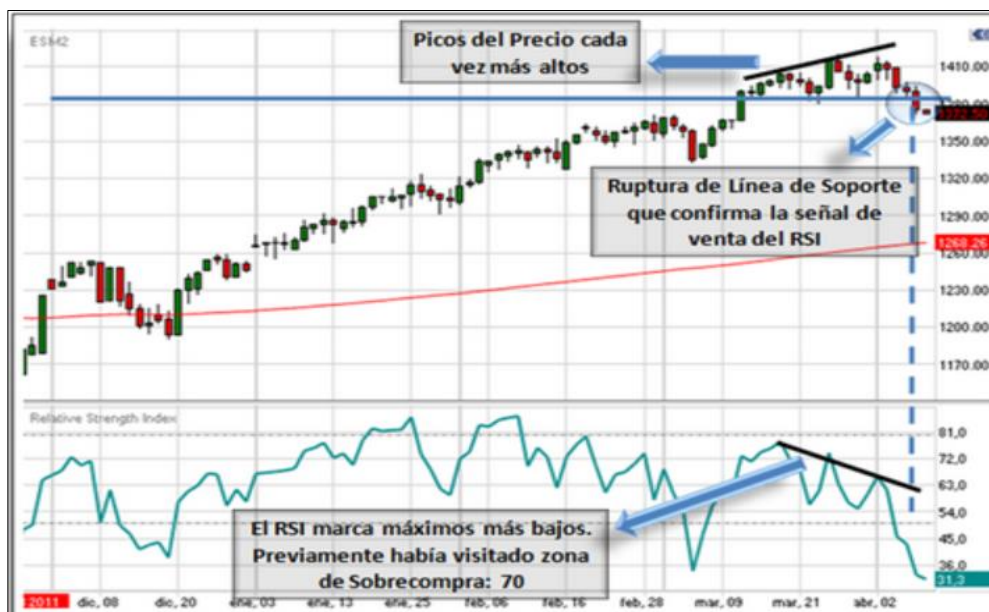 ESM2
Picos del Precio cada
vez más altos
1410.00
1380.00
1350.00
1320.00
1290.00
1260.00
1230.00
1200.00
1170.00
1268.26
Ruptura de Línea de Soporte
que confirma la señal de
venta del RSI
Relative Strength Index
81,0
72,0
63,0
54,0
45,0
36,0
31,3
El RSI marca máximos más bajos.
Previamente había visitado zona
de Sobrecompra: 70
2011 dic, 08 dic, 20 ene, 03 ene, 13 ene, 25 feb, 06 feb, 16 feb, 28 mar, 09 mar, 21 abr, 02